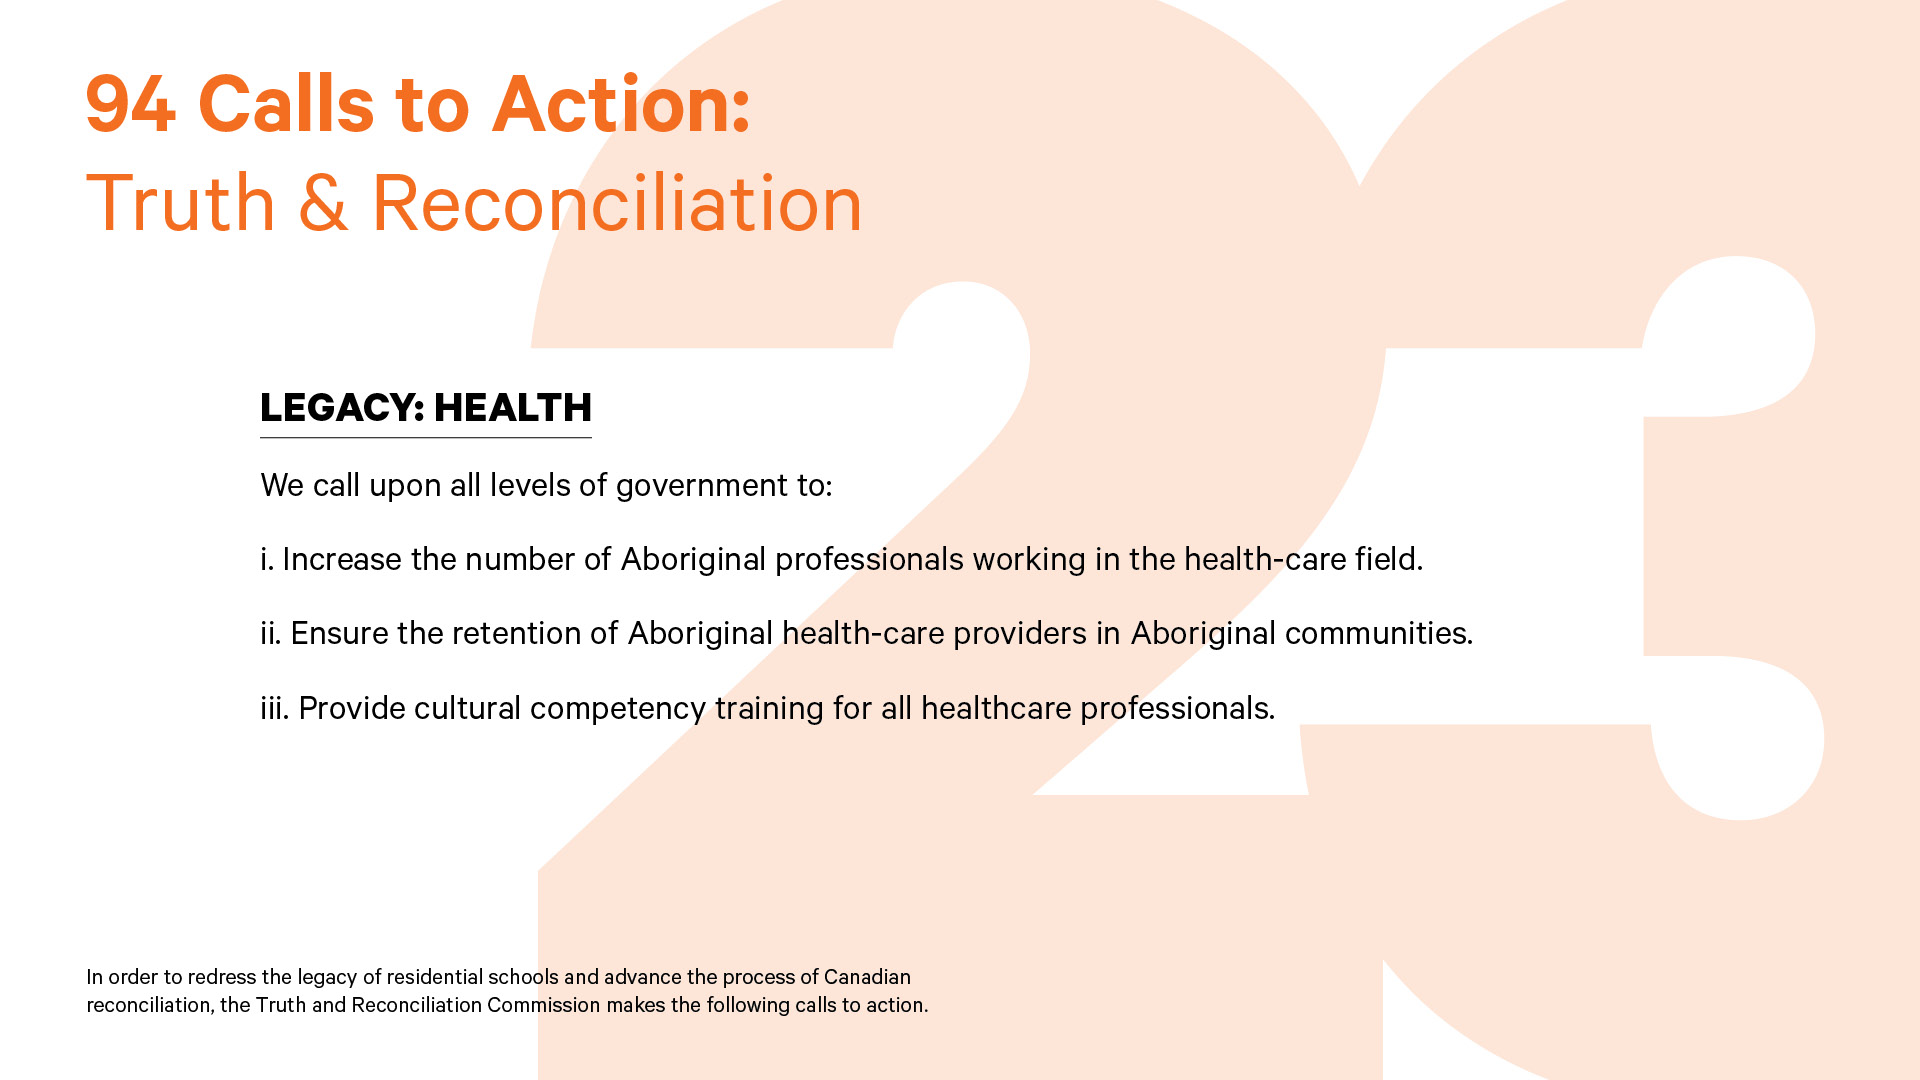 94 Calls to Action:
Truth & Reconciliation
23
LEGACY: HEALTH
We call upon all levels of government to:
i. Increase the number of Aboriginal professionals working in the health-care field.
ii. Ensure the retention of Aboriginal health-care providers in Aboriginal communities.
iii. Provide cultural competency training for all healthcare professionals.
In order to redress the legacy of residential schools and advance the process of Canadian
reconciliation, the Truth and Reconciliation Commission makes the following calls to action.